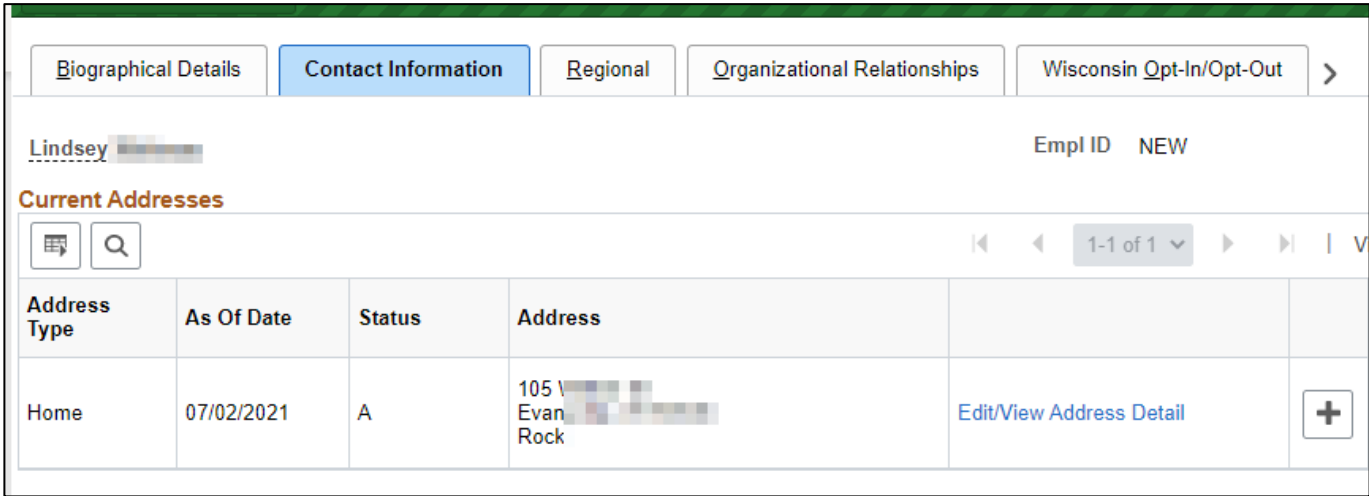 Biographical Details Contact Information Regional Organizational Relationships Wisconsin Opt-In/Opt-Out
Lindsey Empl ID NEW
Current Addresses
1-1 of 1 | V
Address Type As Of Date Status Address
Home 07/02/2021 A 105
Evan
Rock Edit/View Address Detail